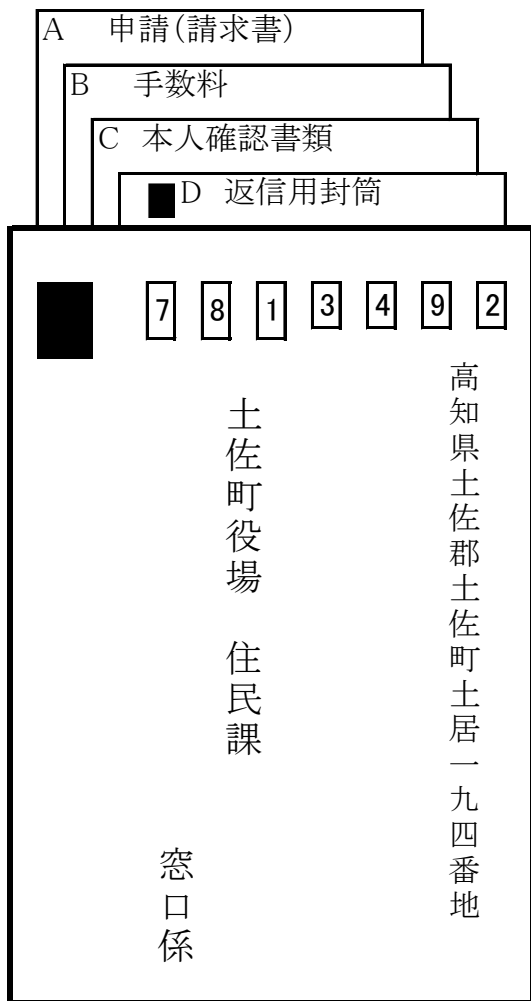 A 申請(請求書)
B 手数料
C 本人確認書類
D 返信用封筒
7 8 1 3 4 9 2
高知県土佐郡土佐町土居一九四番地
土佐町役場 住民課
窓口係